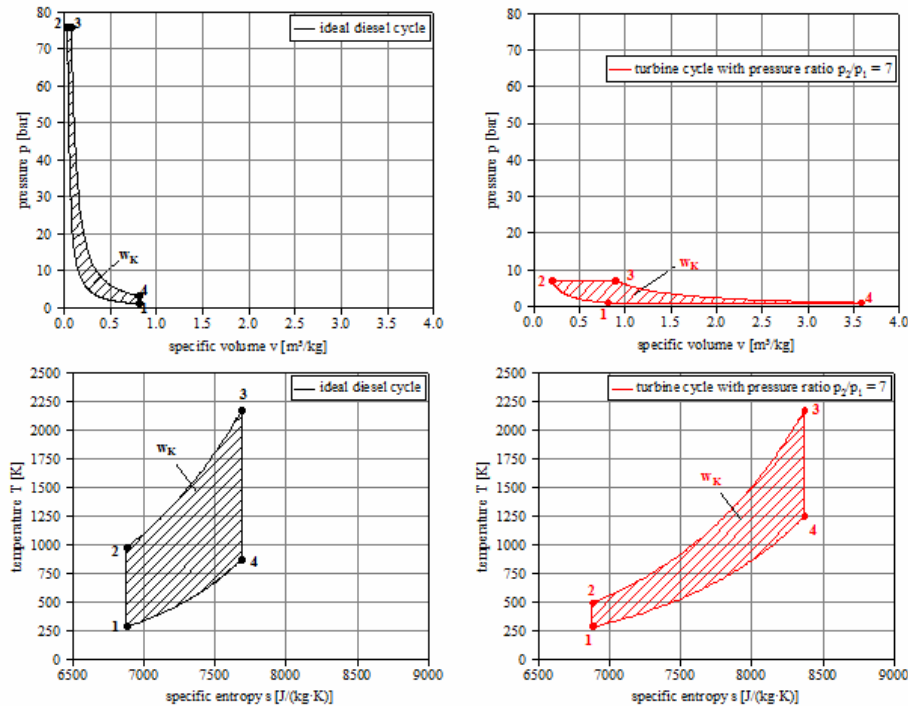 2 3
ideal diesel cycle
80
70
60
50
40
30
20
10
0
pressure p [bar]
w_K
4
1
0.0 0.5 1.0 1.5 2.0 2.5 3.0 3.5 4.0
specific volume v [m³/kg]
turbine cycle with pressure ratio p₂/p₁ = 7
80
70
60
50
40
30
20
10
0
pressure p [bar]
2
3
w_K
1
4
0.0 0.5 1.0 1.5 2.0 2.5 3.0 3.5 4.0
specific volume v [m³/kg]
ideal diesel cycle
2500
2250
2000
1750
1500
1250
1000
750
500
250
0
temperature T [K]
3
w_K
2
4
1
6500 7000 7500 8000 8500 9000
specific entropy s [J/(kg·K)]
turbine cycle with pressure ratio p₂/p₁ = 7
2500
2250
2000
1750
1500
1250
1000
750
500
250
0
temperature T [K]
3
w_K
4
2
1
6500 7000 7500 8000 8500 9000
specific entropy s [J/(kg·K)]